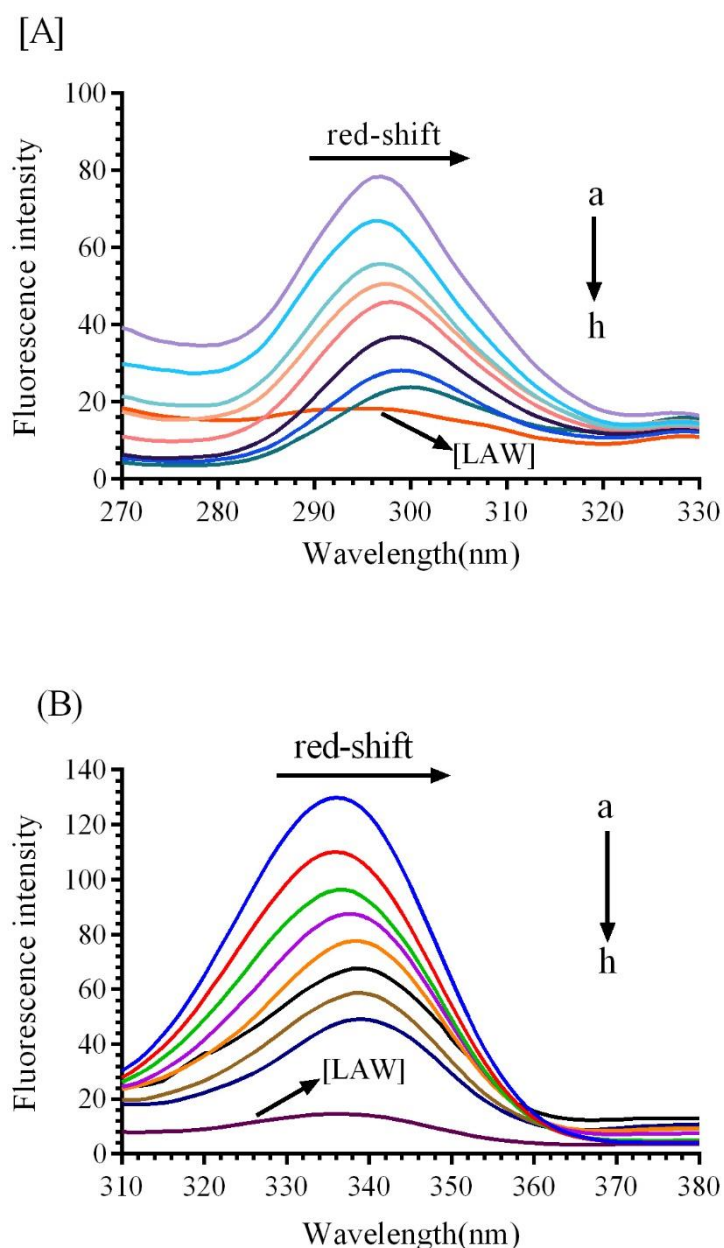 [A]
100
80
60
40
20
0
Fluorescence intensity
red-shift
a
h
[LAW]
270 280 290 300 310 320 330
Wavelength(nm)
(B)
140
120
100
80
60
40
20
0
Fluorescence intensity
red-shift
a
h
[LAW]
310 320 330 340 350 360 370 380
Wavelength(nm)